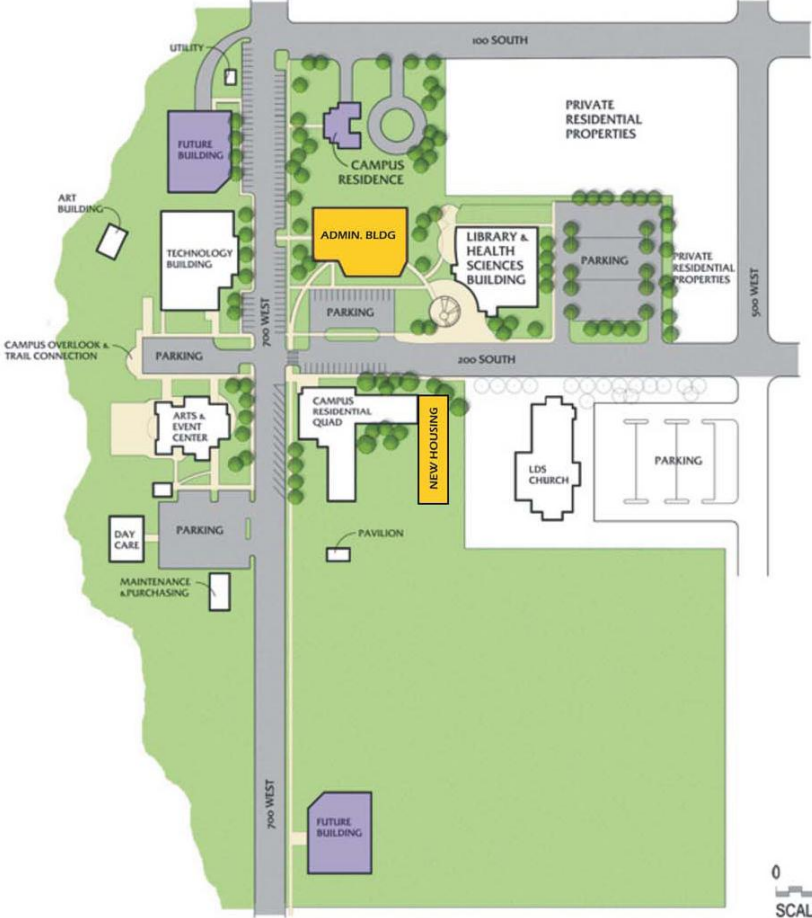 100 SOUTH
UTILITY
PRIVATE
RESIDENTIAL
PROPERTIES
FUTURE
BUILDING
CAMPUS
RESIDENCE
ART
BUILDING
ADMIN. BLDG
LIBRARY &
HEALTH
SCIENCES
BUILDING
TECHNOLOGY
BUILDING
PARKING
PRIVATE
RESIDENTIAL
PROPERTIES
500 WEST
700 WEST
PARKING
CAMPUS OVERLOOK &
TRAIL CONNECTION
PARKING
200 SOUTH
CAMPUS
RESIDENTIAL
QUAD
ARTS &
EVENT
CENTER
NEW HOUSING
LDS
CHURCH
PARKING
PARKING
DAY
CARE
PAVILION
MAINTENANCE
& PURCHASING
700 WEST
FUTURE
BUILDING
0
SCAL